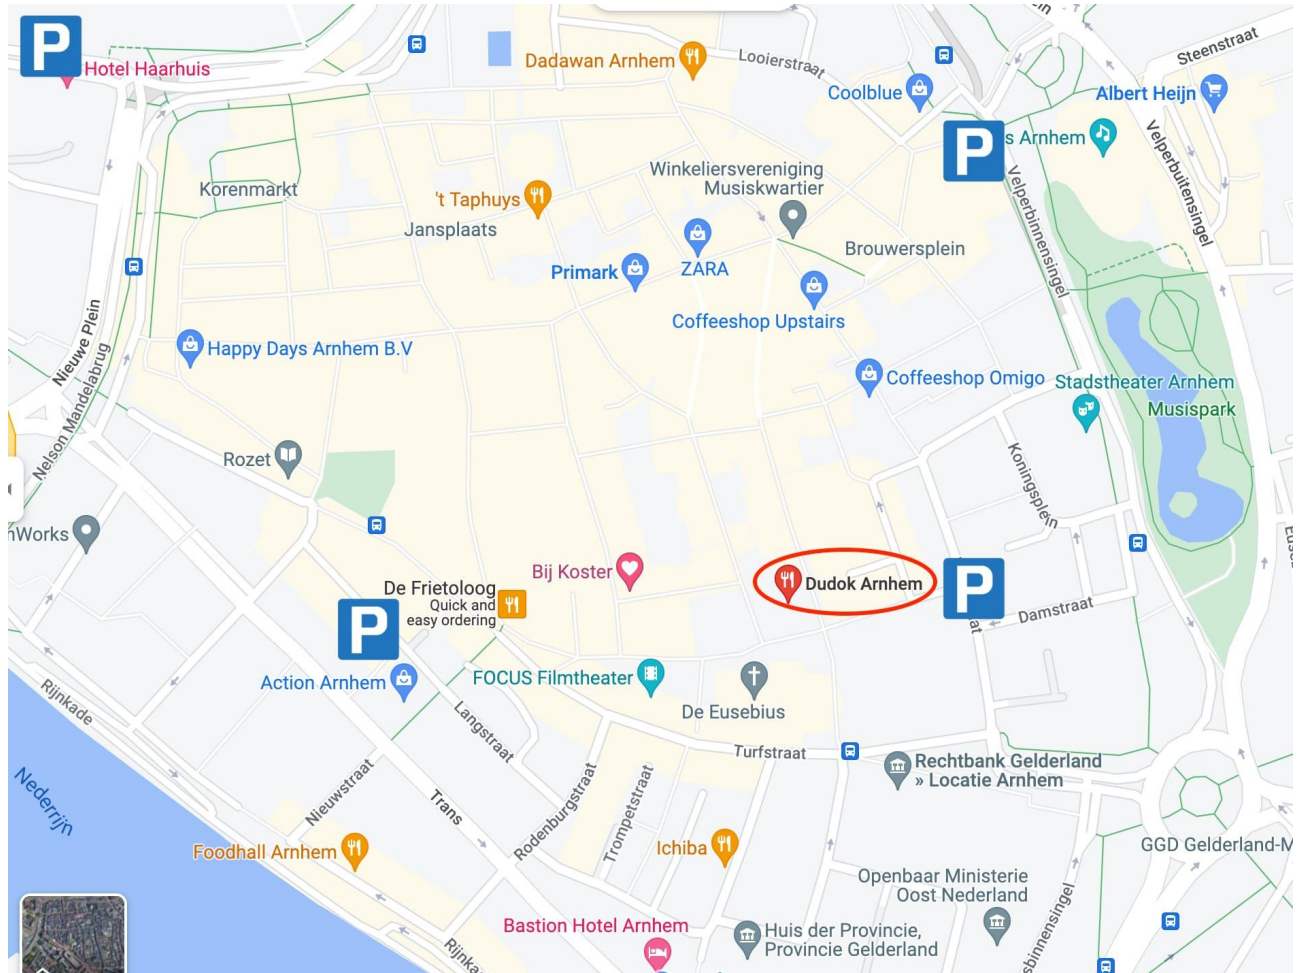 P
Hotel Haarhuis
Dadawan Arnhem
Looierstraat
Steenstraat
Coolblue
Albert Heijn
P
s Arnhem
Velperbuitensingel
Korenmarkt
't Taphuys
Jansplaats
Winkeliersvereniging
Musiskwartier
Velperbinnensingel
Brouwersplein
Primark
ZARA
Coffeeshop Upstairs
Nieuwe Plein
Happy Days Arnhem B.V
Nelson Mandelabrug
Coffeeshop Omigo
Stadstheater Arnhem
Musispark
Rozet
Koningsplein
nWorks
Bij Koster
Dudok Arnhem
P
De Frietoloog
Quick and
easy ordering
P
at
Damstraat
Action Arnhem
FOCUS Filmtheater
De Eusebius
Rijnkade
Langstraat
Turfstraat
Rechtbank Gelderland
» Locatie Arnhem
Nederrijn
Nieuwstraat
Trans
Rodenburgstraat
Trompetstraat
Foodhall Arnhem
Ichiba
GGD Gelderland-M
Openbaar Ministerie
Oost Nederland
Bastion Hotel Arnhem
Huis der Provincie,
Provincie Gelderland
sbinnensingel
Rijnka